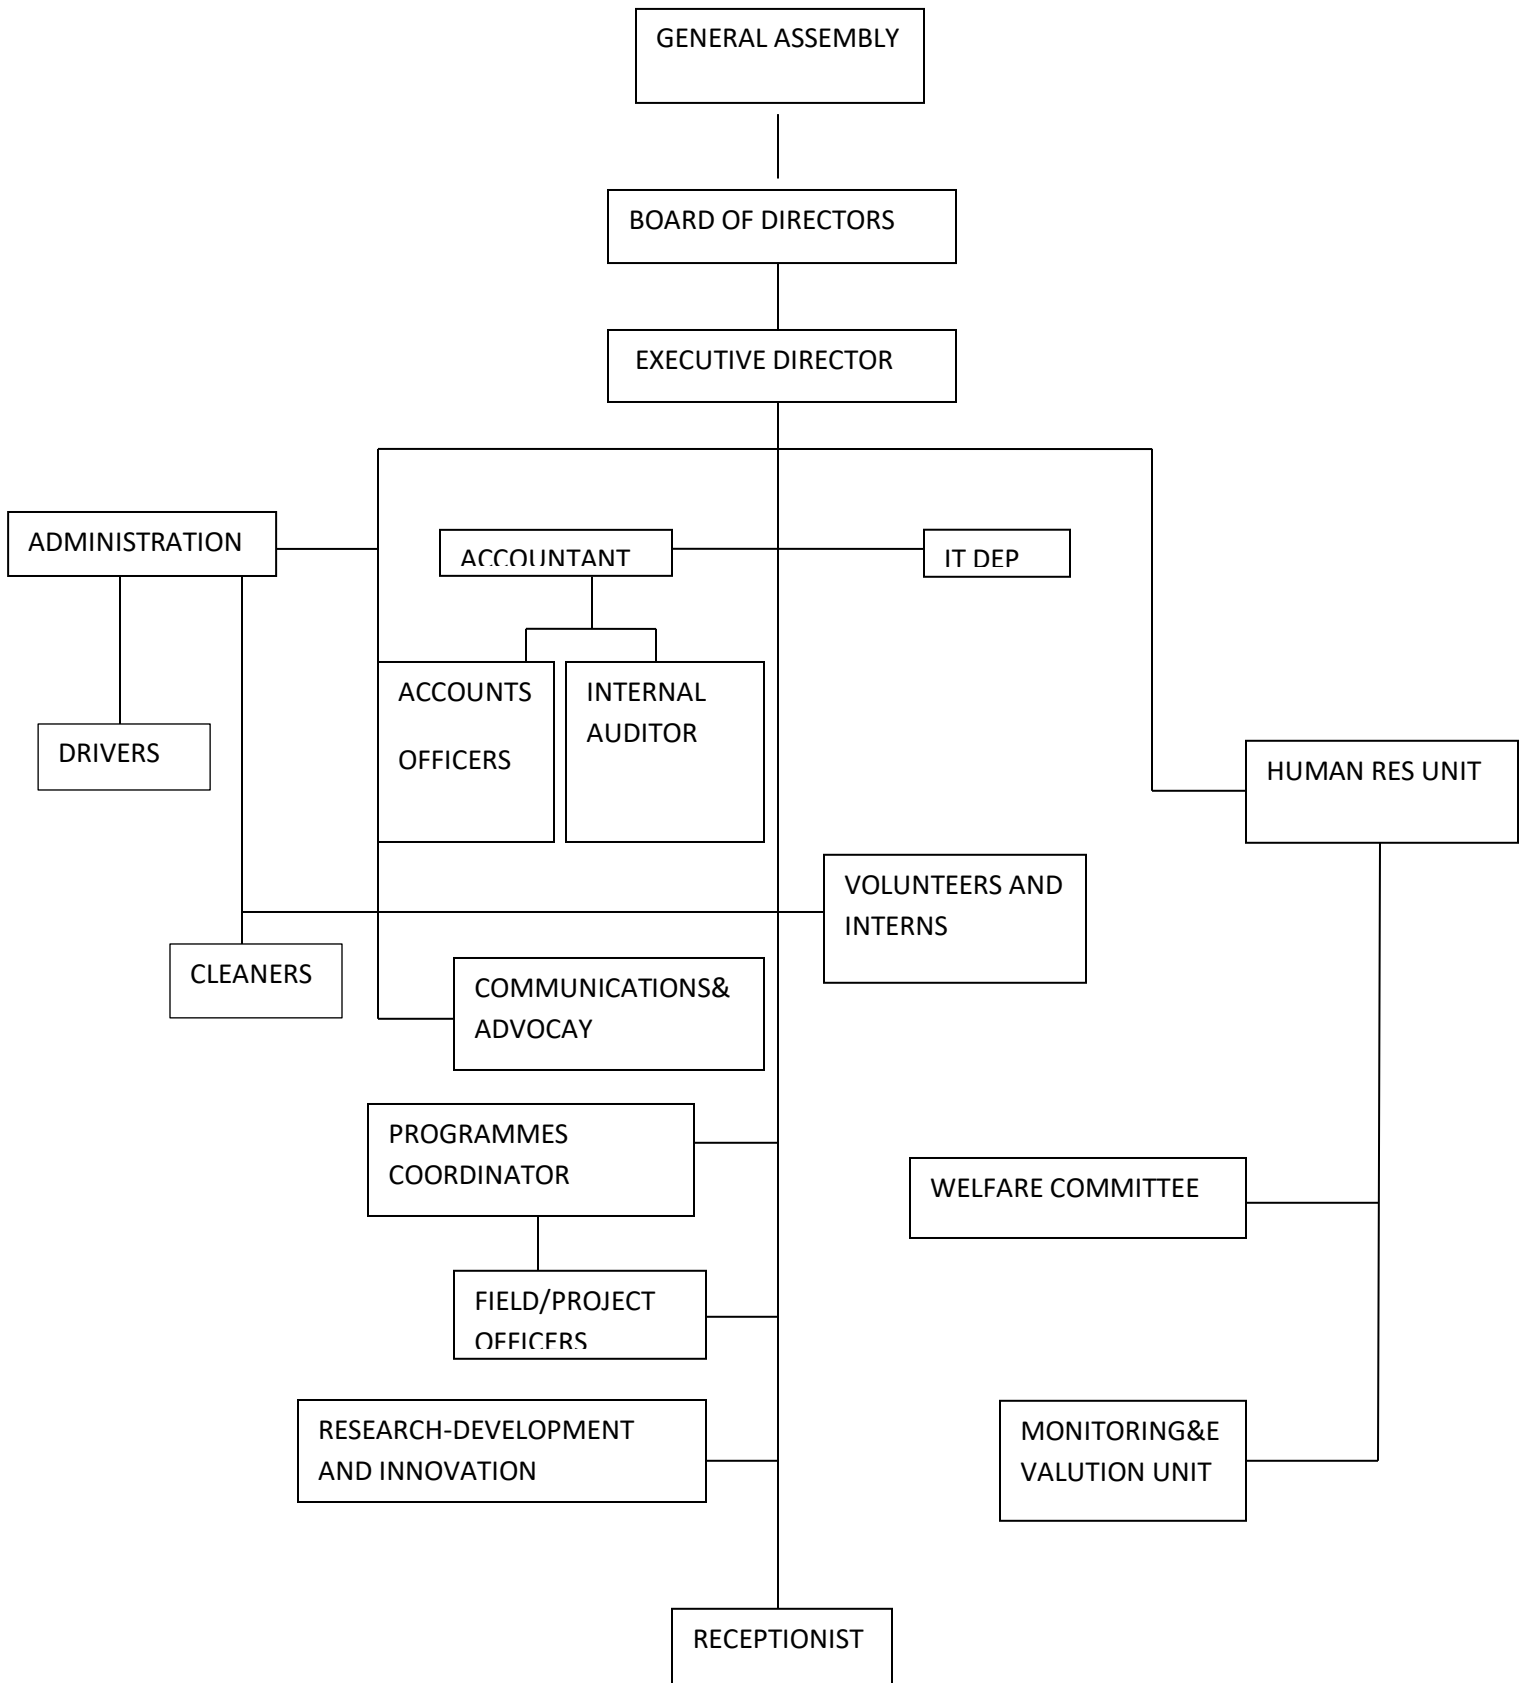 GENERAL ASSEMBLY
BOARD OF DIRECTORS
EXECUTIVE DIRECTOR
ADMINISTRATION
ACCOUNTANT
IT DEP
ACCOUNTS
OFFICERS
INTERNAL
AUDITOR
DRIVERS
HUMAN RES UNIT
VOLUNTEERS AND
INTERNS
CLEANERS
COMMUNICATIONS&
ADVOCAY
PROGRAMMES
COORDINATOR
WELFARE COMMITTEE
FIELD/PROJECT
OFFICERS
RESEARCH-DEVELOPMENT
AND INNOVATION
MONITORING&E
VALUTION UNIT
RECEPTIONIST